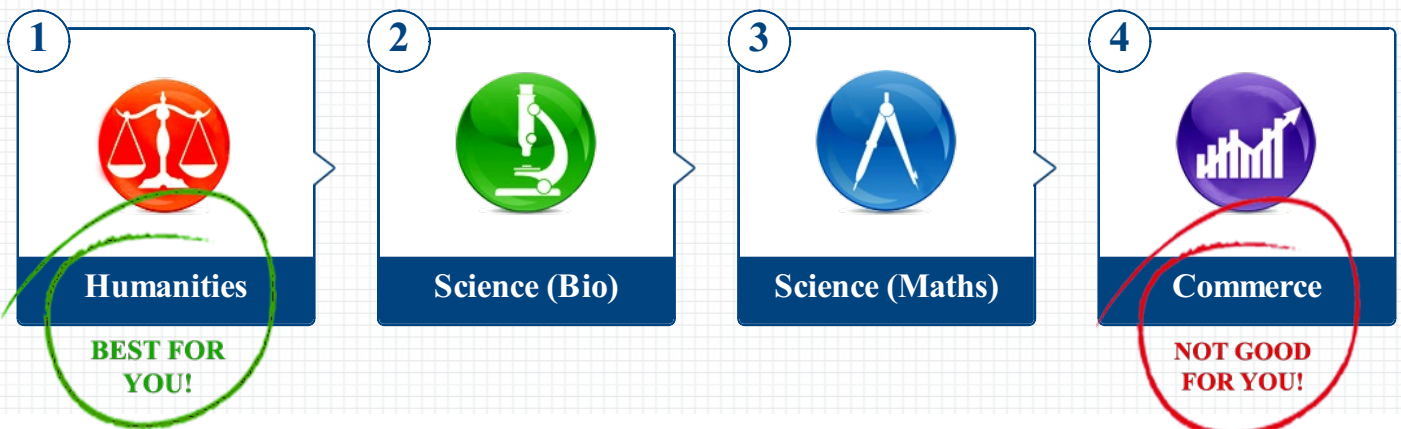 1
2
3
4
Humanities
Science (Bio)
Science (Maths)
Commerce
BEST FOR
YOU!
NOT GOOD
FOR YOU!